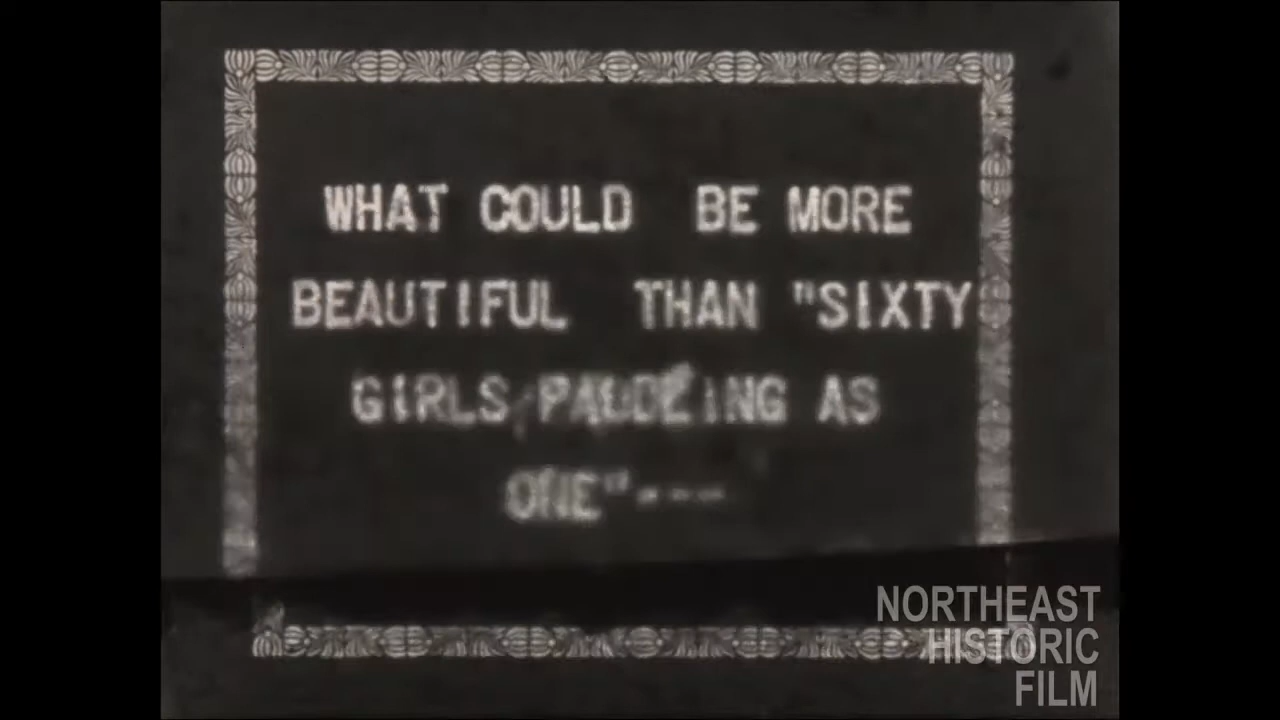 WHAT COULD BE MORE
BEAUTIFUL THAN "SIXTY
GIRLS PADDLING AS
ONE"---
NORTHEAST
HISTORIC
FILM